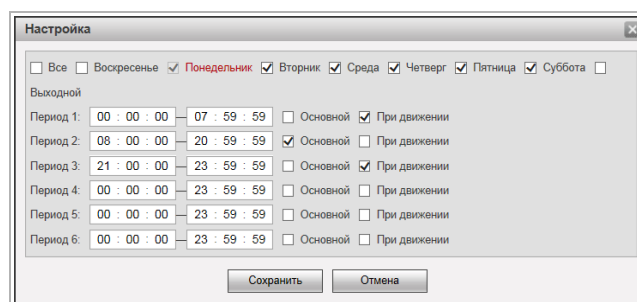 Настройка
Все Воскресенье Понедельник Вторник Среда Четверг Пятница Суббота
Выходной
Период 1: 00 : 00 : 00 — 07 : 59 : 59 Основной При движении
Период 2: 08 : 00 : 00 — 20 : 59 : 59 Основной При движении
Период 3: 21 : 00 : 00 — 23 : 59 : 59 Основной При движении
Период 4: 00 : 00 : 00 — 23 : 59 : 59 Основной При движении
Период 5: 00 : 00 : 00 — 23 : 59 : 59 Основной При движении
Период 6: 00 : 00 : 00 — 23 : 59 : 59 Основной При движении
Сохранить Отмена